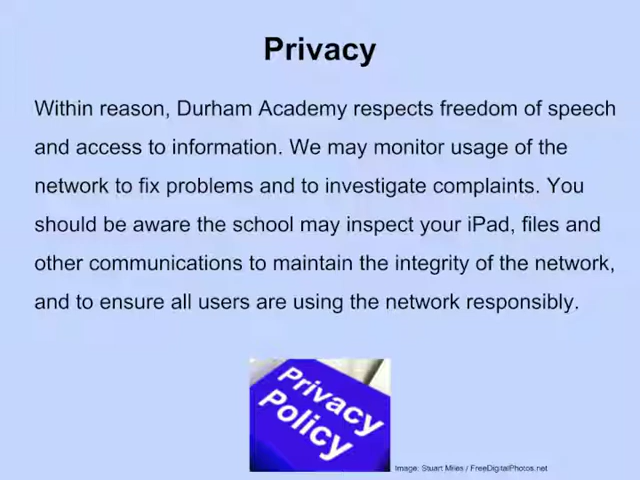 Privacy
Within reason, Durham Academy respects freedom of speech
and access to information. We may monitor usage of the
network to fix problems and to investigate complaints. You
should be aware the school may inspect your iPad, files and
other communications to maintain the integrity of the network,
and to ensure all users are using the network responsibly.
Privacy
Policy
Image: Stuart Miles / FreeDigitalPhotos.net